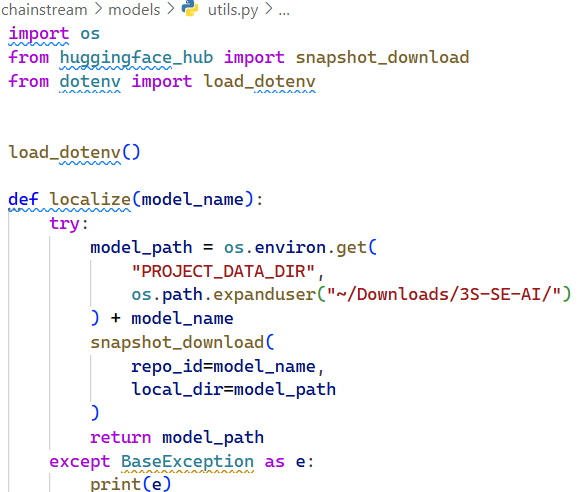 chainstream > models > utils.py > ...
import os
from huggingface_hub import snapshot_download
from dotenv import load_dotenv


load_dotenv()

def localize(model_name):
    try:
        model_path = os.environ.get(
            "PROJECT_DATA_DIR",
            os.path.expanduser("~/Downloads/3S-SE-AI/")
        ) + model_name
        snapshot_download(
            repo_id=model_name,
            local_dir=model_path
        )
        return model_path
    except BaseException as e:
        print(e)